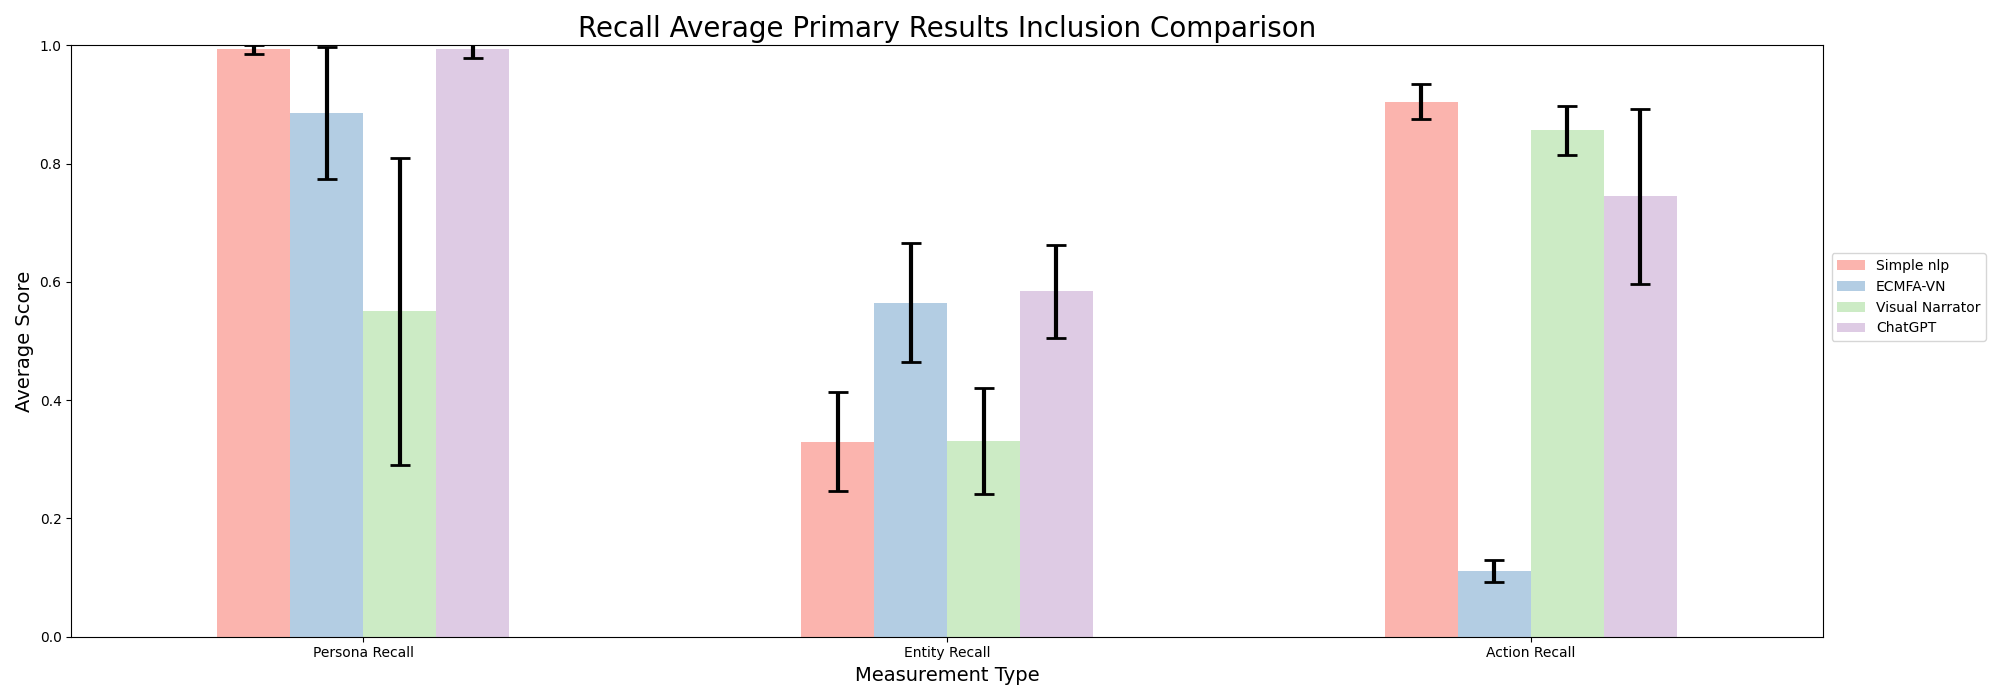 Recall Average Primary Results Inclusion Comparison
1.0
0.8
0.6
0.4
0.2
0.0
Average Score
Persona Recall
Entity Recall
Action Recall
Measurement Type
Simple nlp
ECMFA-VN
Visual Narrator
ChatGPT